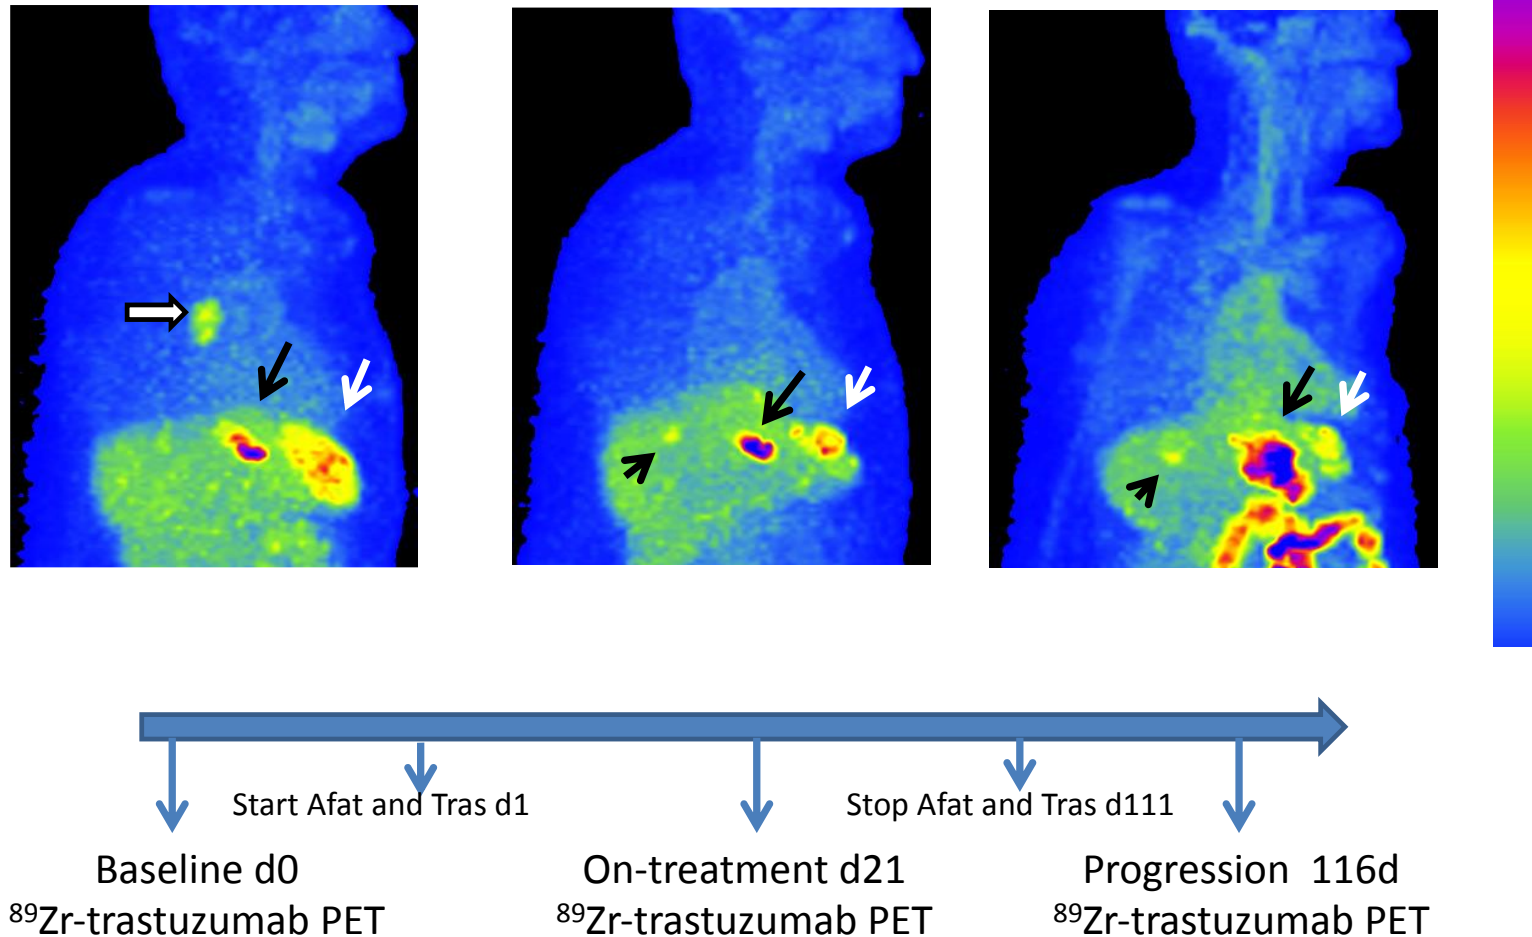 Start Afat and Tras d1
Stop Afat and Tras d111
Baseline d0
⁸⁹Zr-trastuzumab PET
On-treatment d21
⁸⁹Zr-trastuzumab PET
Progression 116d
⁸⁹Zr-trastuzumab PET